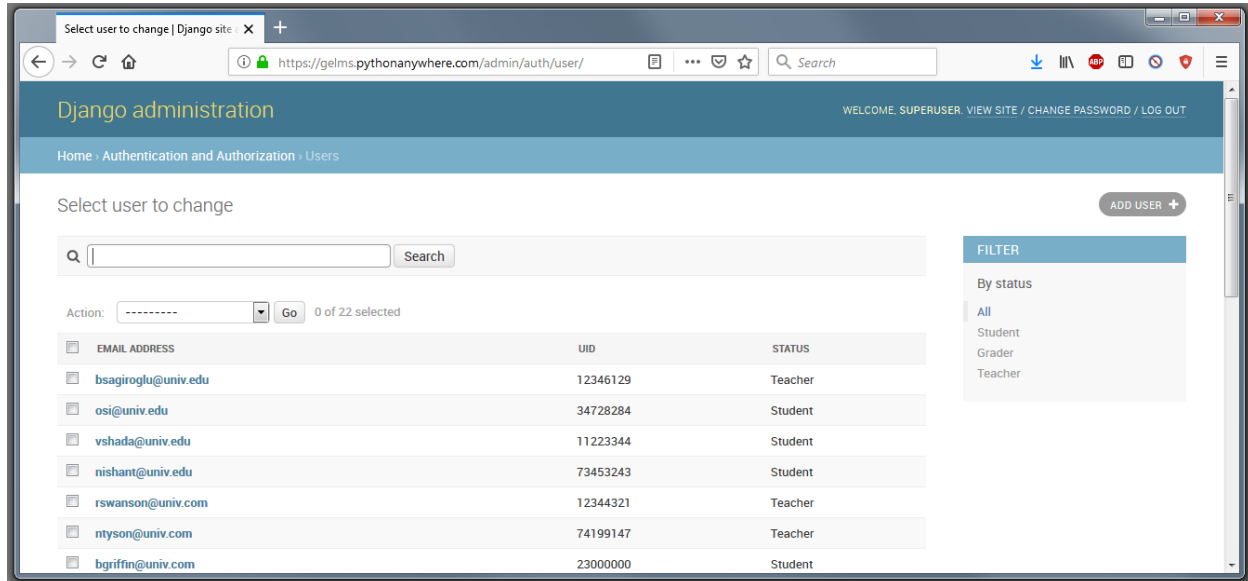 Select user to change | Django site
https://gelms.pythonanywhere.com/admin/auth/user/
Search
ABP
Django administration
WELCOME, SUPERUSER. VIEW SITE / CHANGE PASSWORD / LOG OUT
Home › Authentication and Authorization › Users
Select user to change
ADD USER +
Search
FILTER
By status
All
Student
Grader
Teacher
Action: --------- Go 0 of 22 selected
EMAIL ADDRESS UID STATUS
bsagiroglu@univ.edu 12346129 Teacher
osi@univ.edu 34728284 Student
vshada@univ.edu 11223344 Student
nishant@univ.edu 73453243 Student
rswanson@univ.com 12344321 Teacher
ntyson@univ.com 74199147 Teacher
bgriffin@univ.com 23000000 Student